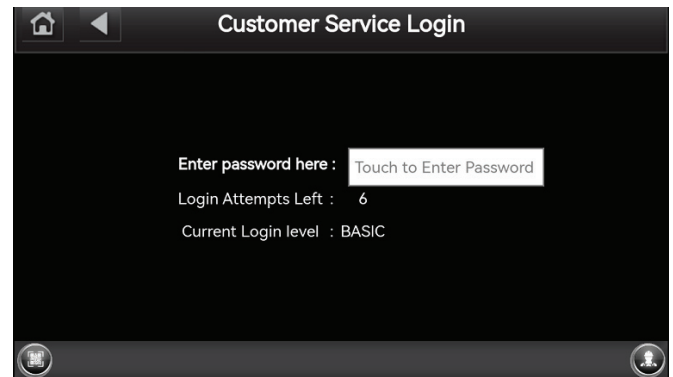 Customer Service Login
Enter password here : Touch to Enter Password
Login Attempts Left : 6
Current Login level : BASIC